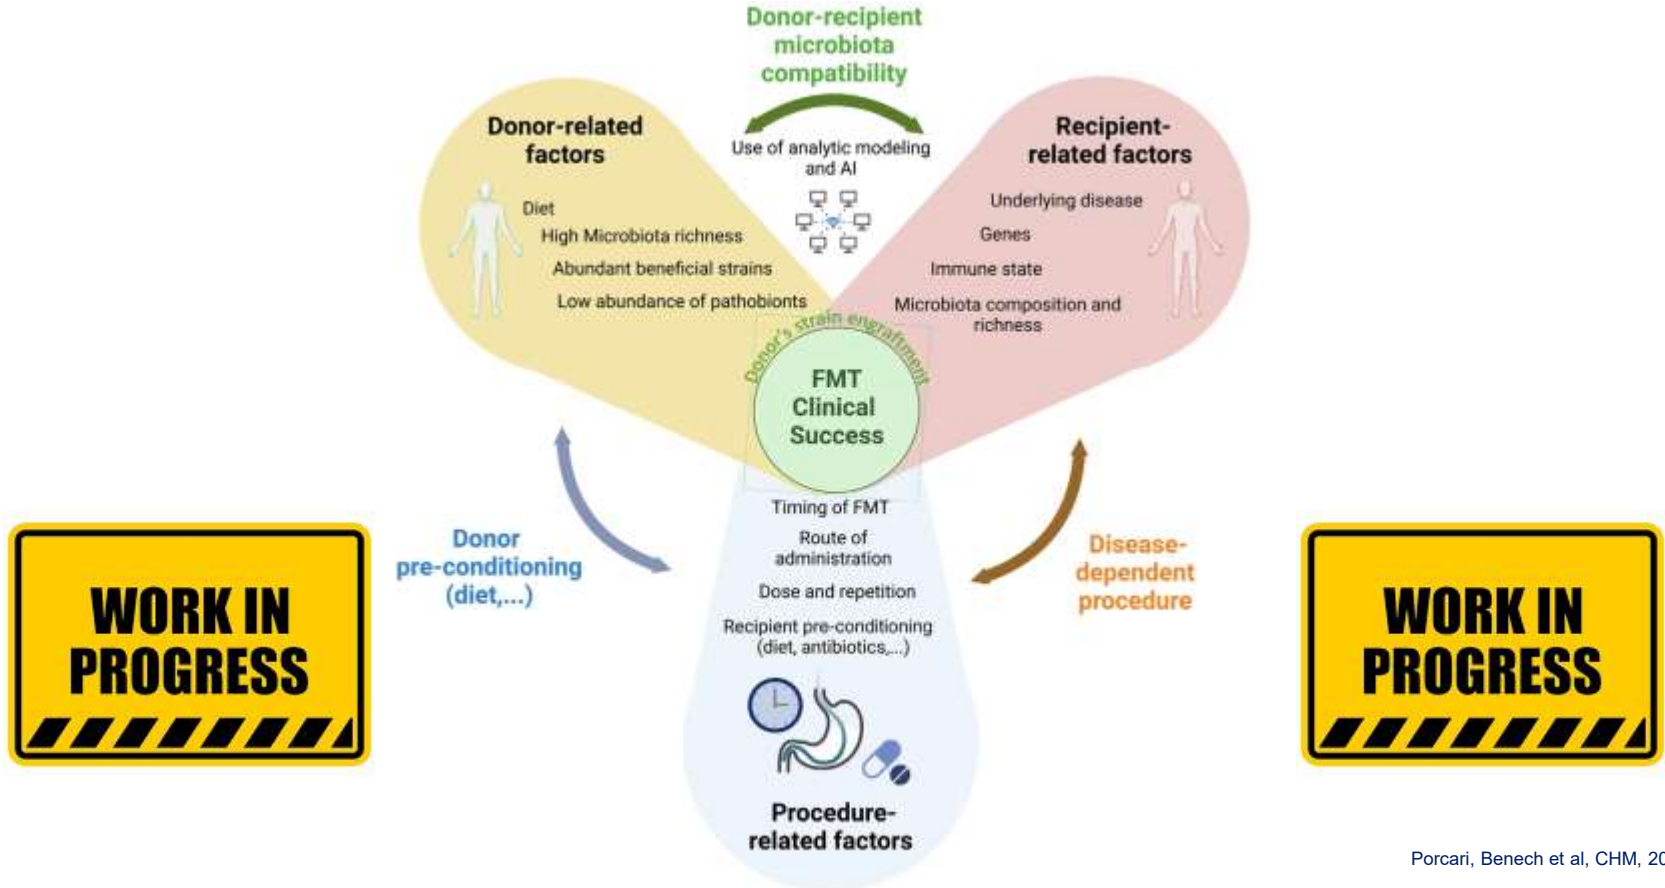 Donor-recipient
microbiota
compatibility
Donor-related
factors
Diet
High Microbiota richness
Abundant beneficial strains
Low abundance of pathobionts
Use of analytic modeling
and AI
Recipient-
related factors
Underlying disease
Genes
Immune state
Microbiota composition and
richness
Donor's strain engraftment
FMT
Clinical
Success
Donor
pre-conditioning
(diet,...)
Timing of FMT
Route of
administration
Dose and repetition
Recipient pre-conditioning
(diet, antibiotics,...)
Procedure-
related factors
Disease-
dependent
procedure
WORK IN
PROGRESS
WORK IN
PROGRESS
Porcari, Benech et al, CHM,